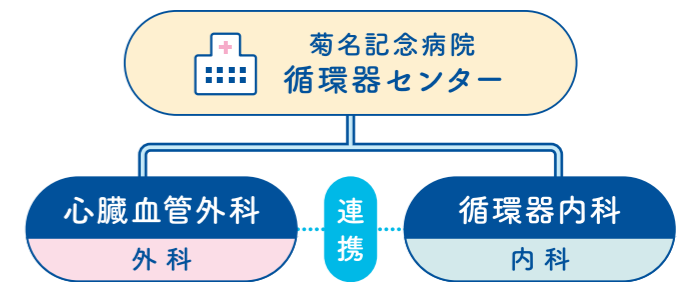 菊名記念病院
循環器センター
心臓血管外科
外科
連携
循環器内科
内科